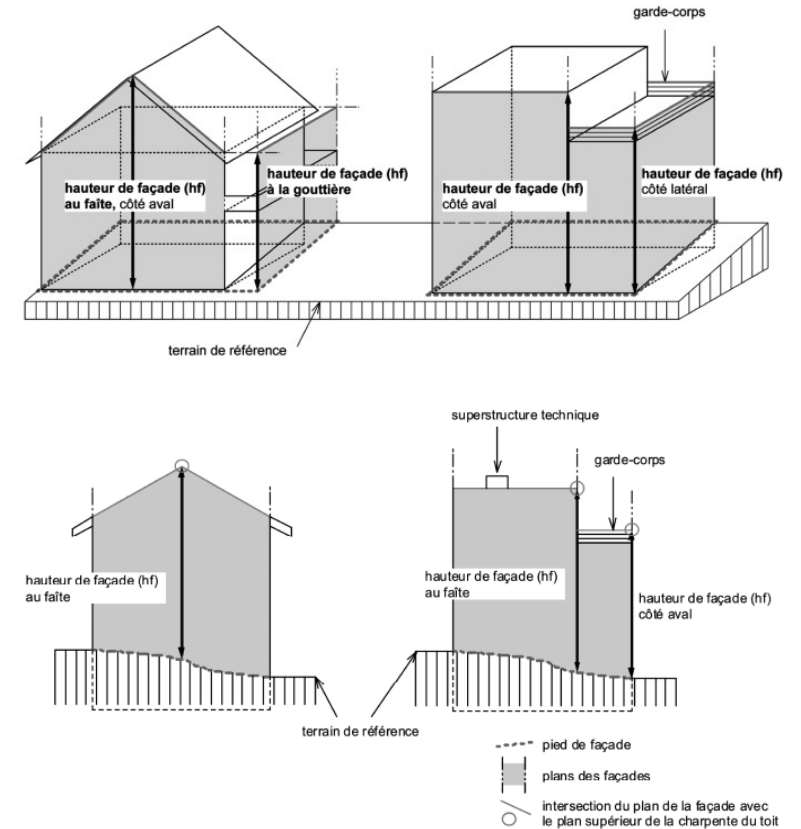 garde-corps
hauteur de façade (hf)
au faîte, côté aval
hauteur de façade (hf)
à la gouttière
hauteur de façade (hf)
côté aval
hauteur de façade (hf)
côté latéral
terrain de référence
superstructure technique
garde-corps
hauteur de façade (hf)
au faîte
hauteur de façade (hf)
au faîte
hauteur de façade (hf)
côté aval
terrain de référence
pied de façade
plans des façades
intersection du plan de la façade avec
le plan supérieur de la charpente du toit